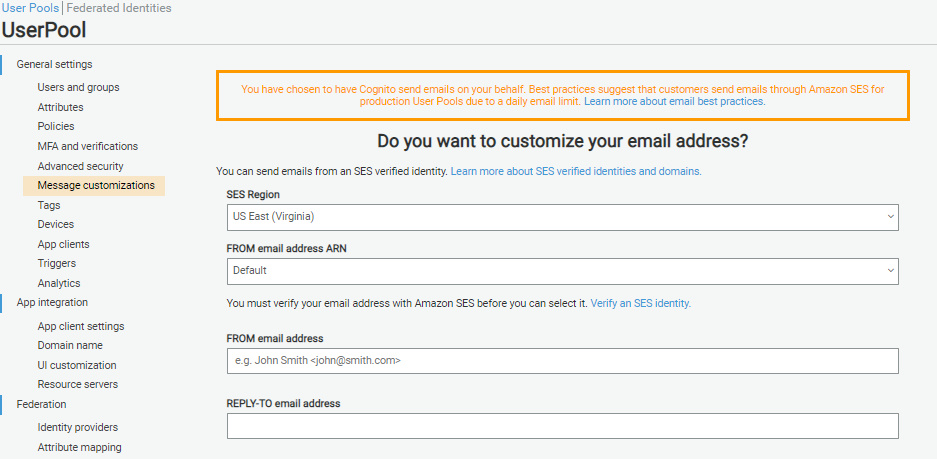 User Pools | Federated Identities
UserPool
General settings
Users and groups
Attributes
Policies
MFA and verifications
Advanced security
Message customizations
Tags
Devices
App clients
Triggers
Analytics
App integration
App client settings
Domain name
UI customization
Resource servers
Federation
Identity providers
Attribute mapping
You have chosen to have Cognito send emails on your behalf. Best practices suggest that customers send emails through Amazon SES for
production User Pools due to a daily email limit. Learn more about email best practices.
Do you want to customize your email address?
You can send emails from an SES verified identity. Learn more about SES verified identities and domains.
SES Region
US East (Virginia)
FROM email address ARN
Default
You must verify your email address with Amazon SES before you can select it. Verify an SES identity.
FROM email address
e.g. John Smith <john@smith.com>
REPLY-TO email address